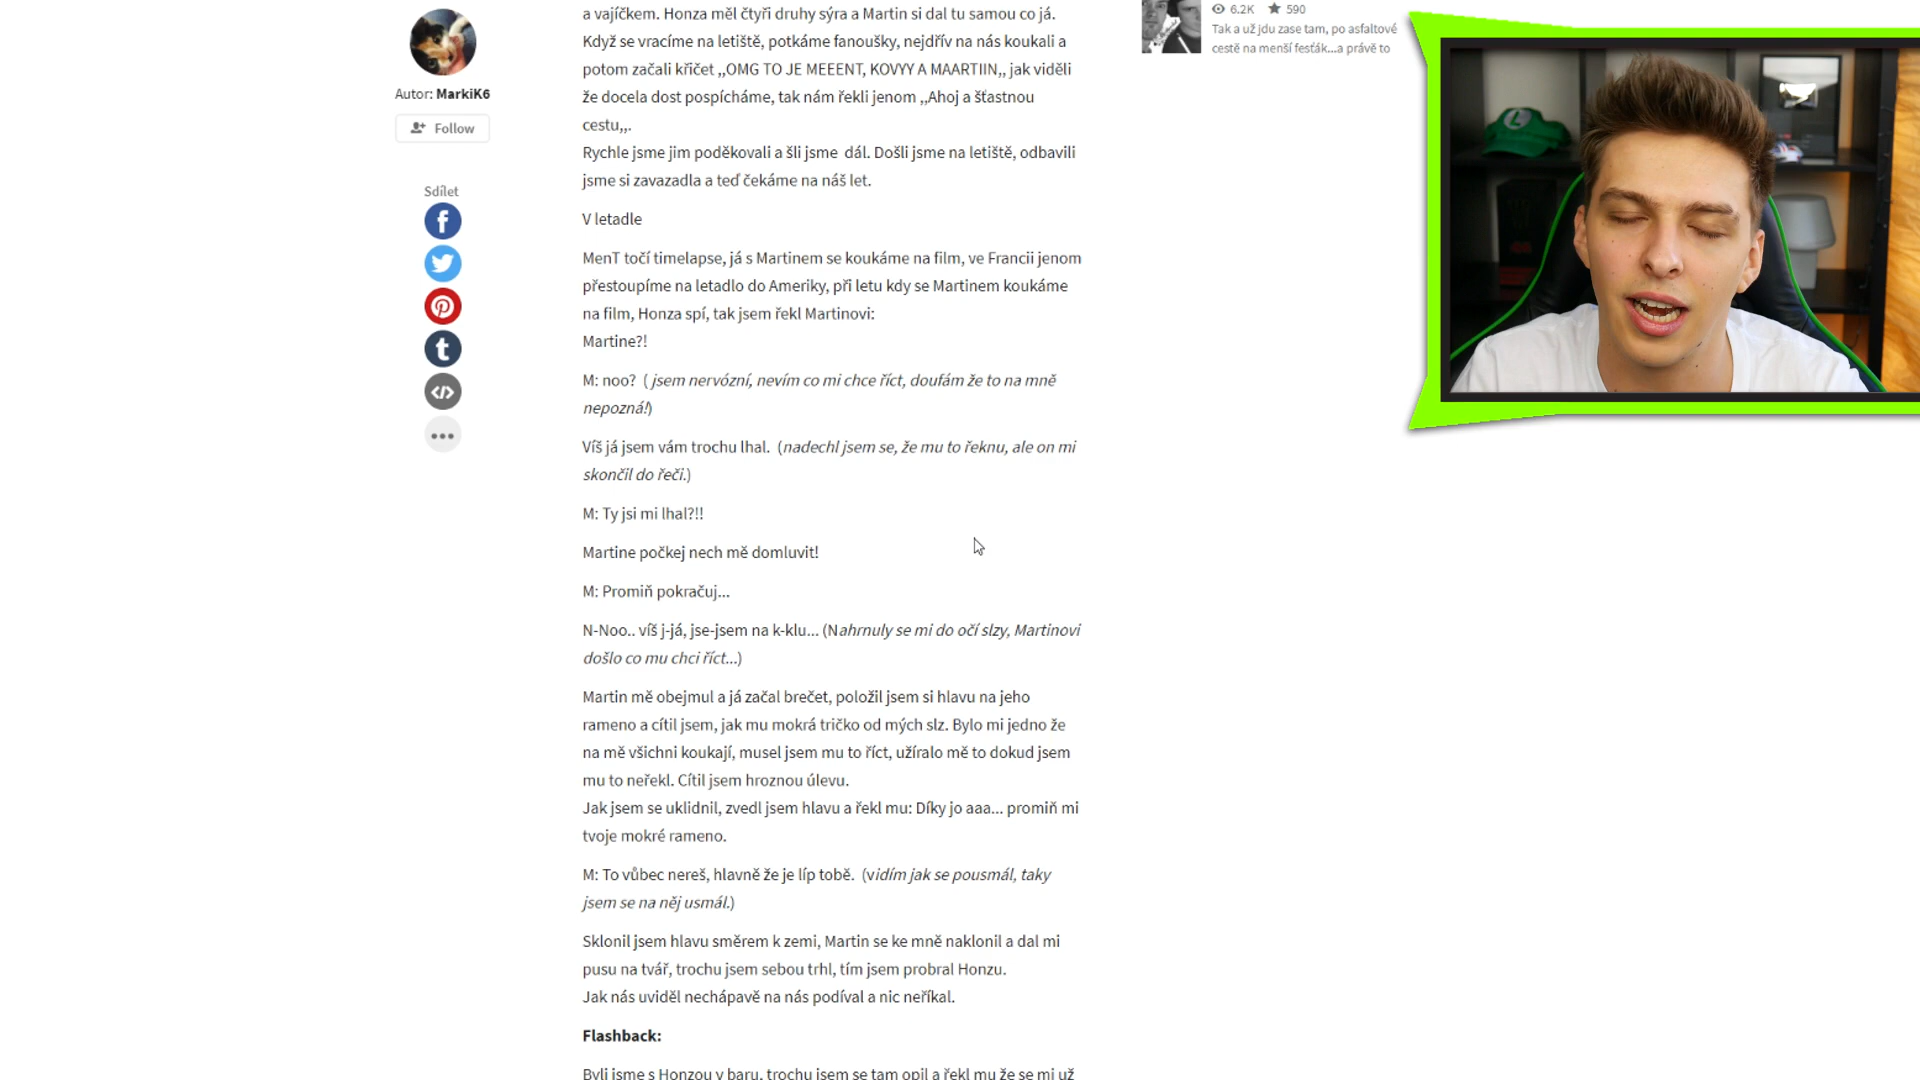 a vajíčkem. Honza měl čtyři druhy sýra a Martin si dal tu samou co já.
Když se vracíme na letiště, potkáme fanoušky, nejdřív na nás koukali a
potom začali křičet ,,OMG TO JE MEEENT, KOVYY A MAARTIIN,, jak viděli
že docela dost pospícháme, tak nám řekli jenom ,,Ahoj a šťastnou
cestu,,.
Rychle jsme jim poděkovali a šli jsme  dál. Došli jsme na letiště, odbavili
jsme si zavazadla a teď čekáme na náš let.
V letadle
MenT točí timelapse, já s Martinem se koukáme na film, ve Francii jenom
přestoupíme na letadlo do Ameriky, při letu kdy se Martinem koukáme
na film, Honza spí, tak jsem řekl Martinovi:
Martine?!
M: noo?  ( jsem nervózní, nevím co mi chce říct, doufám že to na mně
nepozná!)
Víš já jsem vám trochu lhal.  (nadechl jsem se, že mu to řeknu, ale on mi
skončil do řeči.)
M: Ty jsi mi lhal?!!
Martine počkej nech mě domluvit!
M: Promiň pokračuj...
N-Noo.. víš j-já, jse-jsem na k-klu... (Nahrnuly se mi do očí slzy, Martinovi
došlo co mu chci říct...)
Martin mě obejmul a já začal brečet, položil jsem si hlavu na jeho
rameno a cítil jsem, jak mu mokrá tričko od mých slz. Bylo mi jedno že
na mě všichni koukají, musel jsem mu to říct, užíralo mě to dokud jsem
mu to neřekl. Cítil jsem hroznou úlevu.
Jak jsem se uklidnil, zvedl jsem hlavu a řekl mu: Díky jo aaa... promiň mi
tvoje mokré rameno.
M: To vůbec nereš, hlavně že je líp tobě.  (vidím jak se pousmál, taky
jsem se na něj usmál.)
Sklonil jsem hlavu směrem k zemi, Martin se ke mně naklonil a dal mi
pusu na tvář, trochu jsem sebou trhl, tím jsem probral Honzu.
Jak nás uviděl nechápavě na nás podíval a nic neříkal.
Flashback:
Byli jsme s Honzou v baru, trochu jsem se tam opil a řekl mu že se mi už
Autor: MarkiK6
Follow
Sdílet
6.2K 590
Tak a už jdu zase tam, po asfaltové
cestě na menší festák...a právě to
L